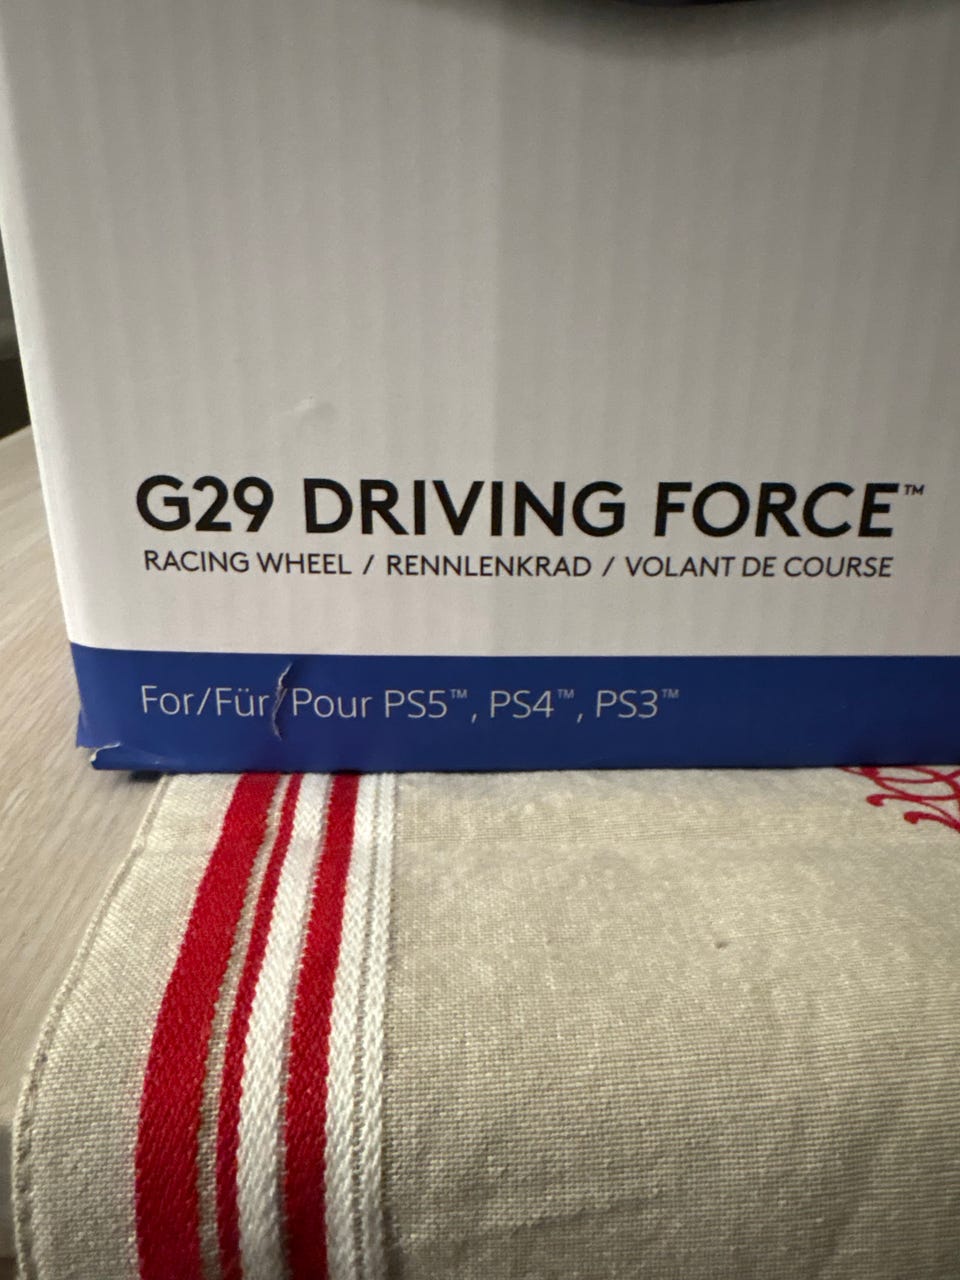 G29 DRIVING FORCE™
RACING WHEEL / RENNLENKRAD / VOLANT DE COURSE
For/Für/Pour PS5™, PS4™, PS3™